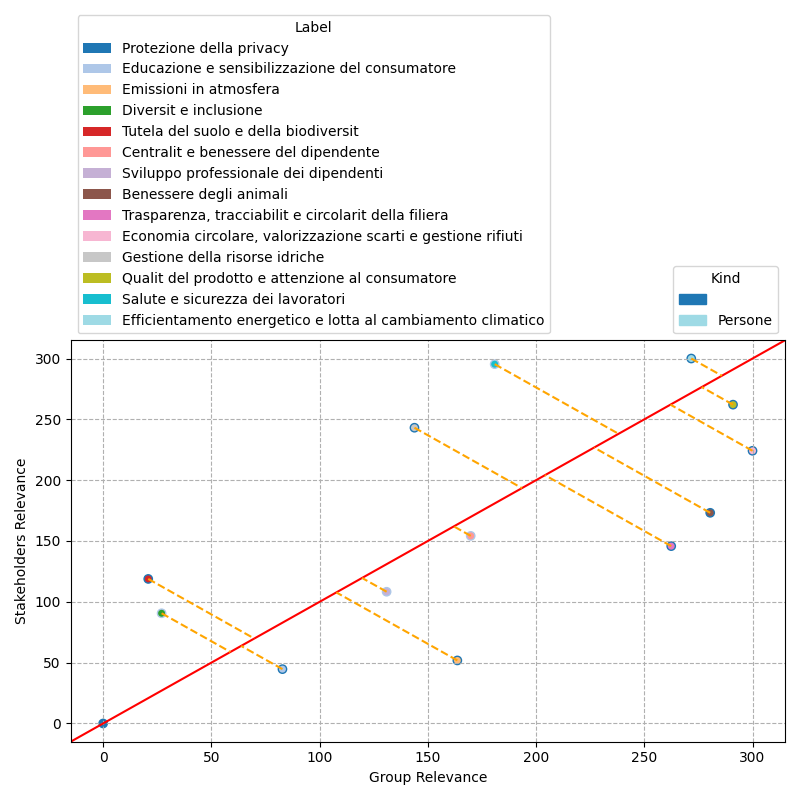 Label
Protezione della privacy
Educazione e sensibilizzazione del consumatore
Emissioni in atmosfera
Diversit e inclusione
Tutela del suolo e della biodiversit
Centralit e benessere del dipendente
Sviluppo professionale dei dipendenti
Benessere degli animali
Trasparenza, tracciabilit e circolarit della filiera
Economia circolare, valorizzazione scarti e gestione rifiuti
Gestione della risorse idriche
Qualit del prodotto e attenzione al consumatore
Salute e sicurezza dei lavoratori
Efficientamento energetico e lotta al cambiamento climatico
Kind
Persone
300
250
200
150
100
50
0
Stakeholders Relevance
0 50 100 150 200 250 300
Group Relevance